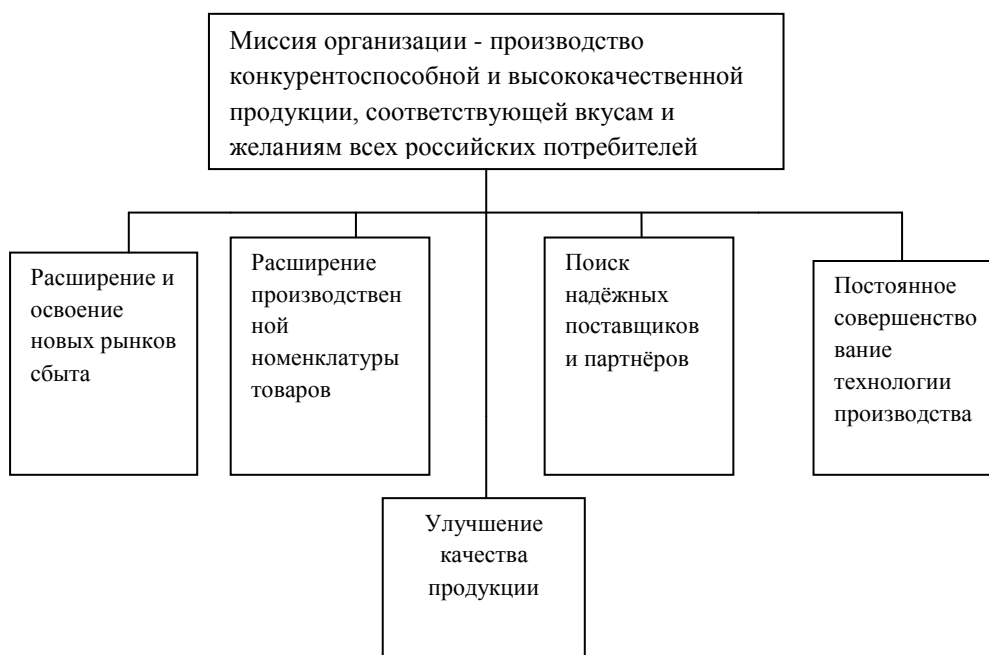 Миссия организации - производство
конкурентоспособной и высококачественной
продукции, соответствующей вкусам и
желаниям всех российских потребителей
Расширение и
освоение
новых рынков
сбыта
Расширение
производствен
ной
номенклатуры
товаров
Поиск
надёжных
поставщиков
и партнёров
Постоянное
совершенство
вание
технологии
производства
Улучшение
качества
продукции